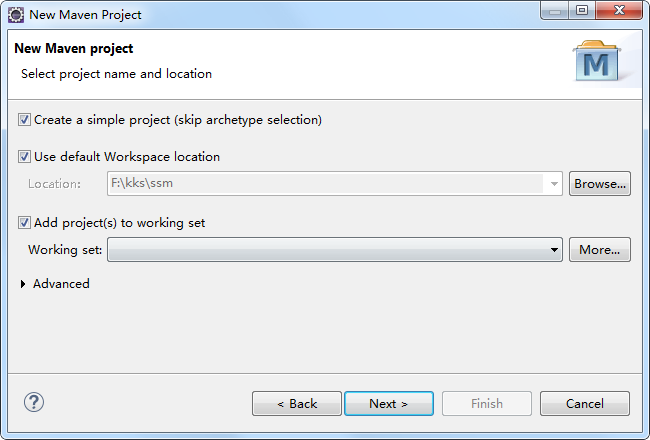 New Maven Project
New Maven project
Select project name and location
M
Create a simple project (skip archetype selection)
Use default Workspace location
Location: F:\kks\ssm Browse...
Add project(s) to working set
Working set: More...
Advanced
? < Back Next > Finish Cancel